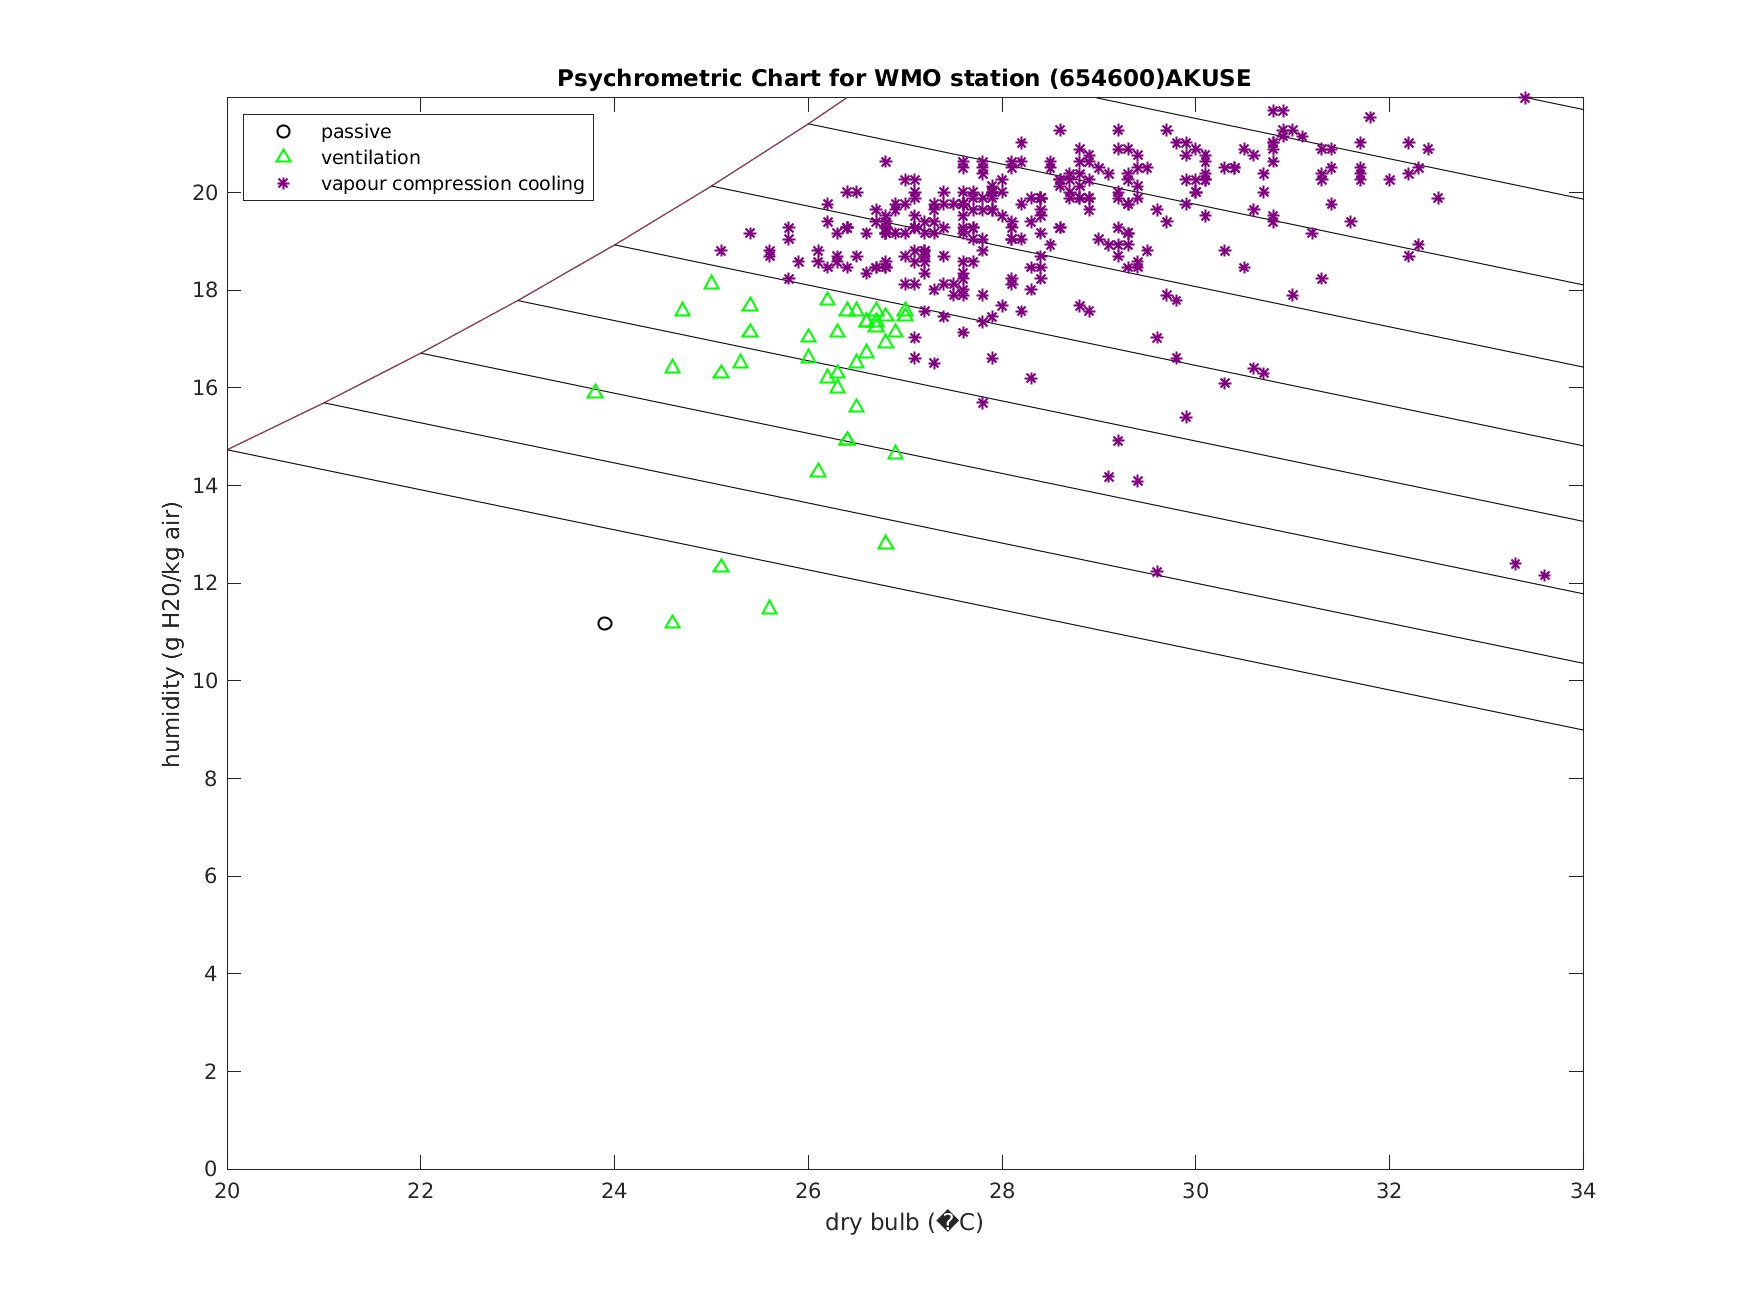 Psychrometric Chart for WMO station (654600)AKUSE
passive
ventilation
vapour compression cooling
humidity (g H20/kg air)
20
18
16
14
12
10
8
6
4
2
0
20 22 24 26 28 30 32 34
dry bulb (�C)